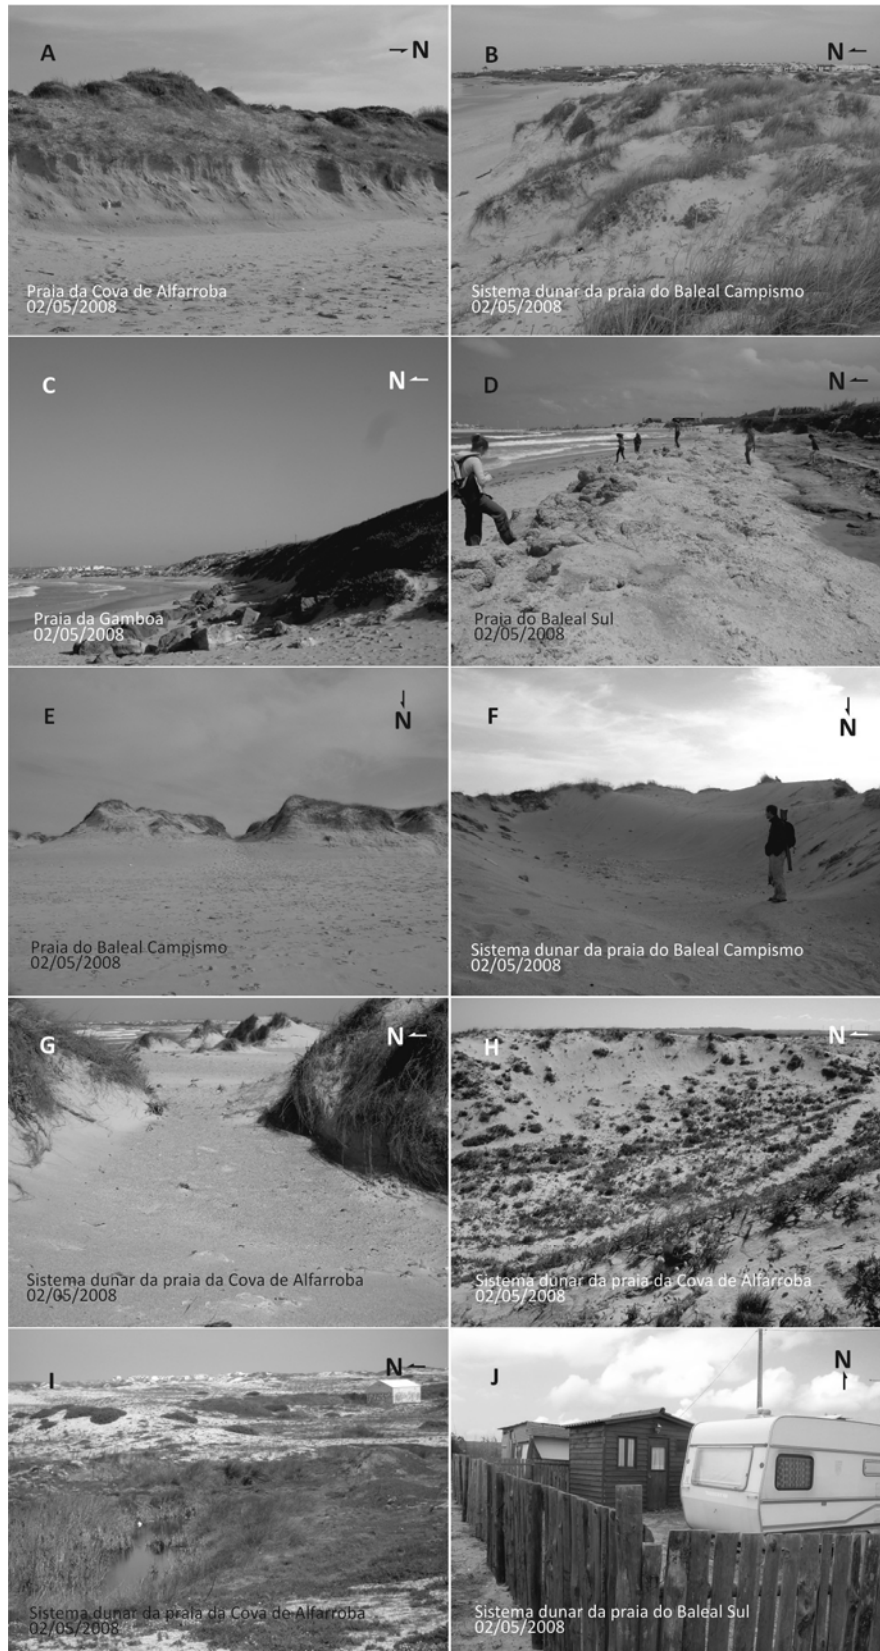 A
N
Praia da Cova de Alfarroba
02/05/2008
B
N
Sistema dunar da praia do Baleal Campismo
02/05/2008
C
N
Praia da Gamboa
02/05/2008
D
N
Praia do Baleal Sul
02/05/2008
E
N
Praia do Baleal Campismo
02/05/2008
F
N
Sistema dunar da praia do Baleal Campismo
02/05/2008
G
N
Sistema dunar da praia da Cova de Alfarroba
02/05/2008
H
N
Sistema dunar da praia da Cova de Alfarroba
02/05/2008
I
N
Sistema dunar da praia da Cova de Alfarroba
02/05/2008
J
N
Sistema dunar da praia do Baleal Sul
02/05/2008